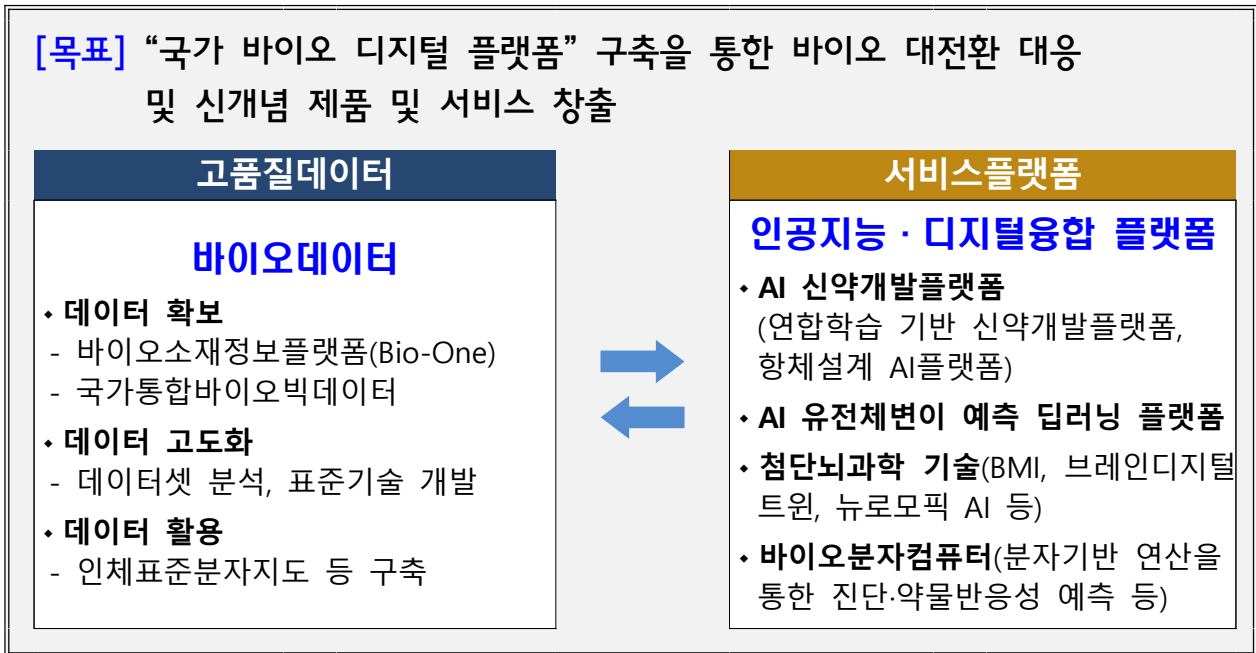 [목표] “국가 바이오 디지털 플랫폼” 구축을 통한 바이오 대전환 대응
및 신개념 제품 및 서비스 창출
고품질데이터
바이오데이터
⬩데이터 확보
- 바이오소재정보플랫폼(Bio-One)
- 국가통합바이오빅데이터
⬩데이터 고도화
- 데이터셋 분석, 표준기술 개발
⬩데이터 활용
- 인체표준분자지도 등 구축
서비스플랫폼
인공지능 · 디지털융합 플랫폼
⬩AI 신약개발플랫폼
(연합학습 기반 신약개발플랫폼,
항체설계 AI플랫폼)
⬩AI 유전체변이 예측 딥러닝 플랫폼
⬩첨단뇌과학 기술(BMI, 브레인디지털
트윈, 뉴로모픽 AI 등)
⬩바이오분자컴퓨터(분자기반 연산을
통한 진단·약물반응성 예측 등)